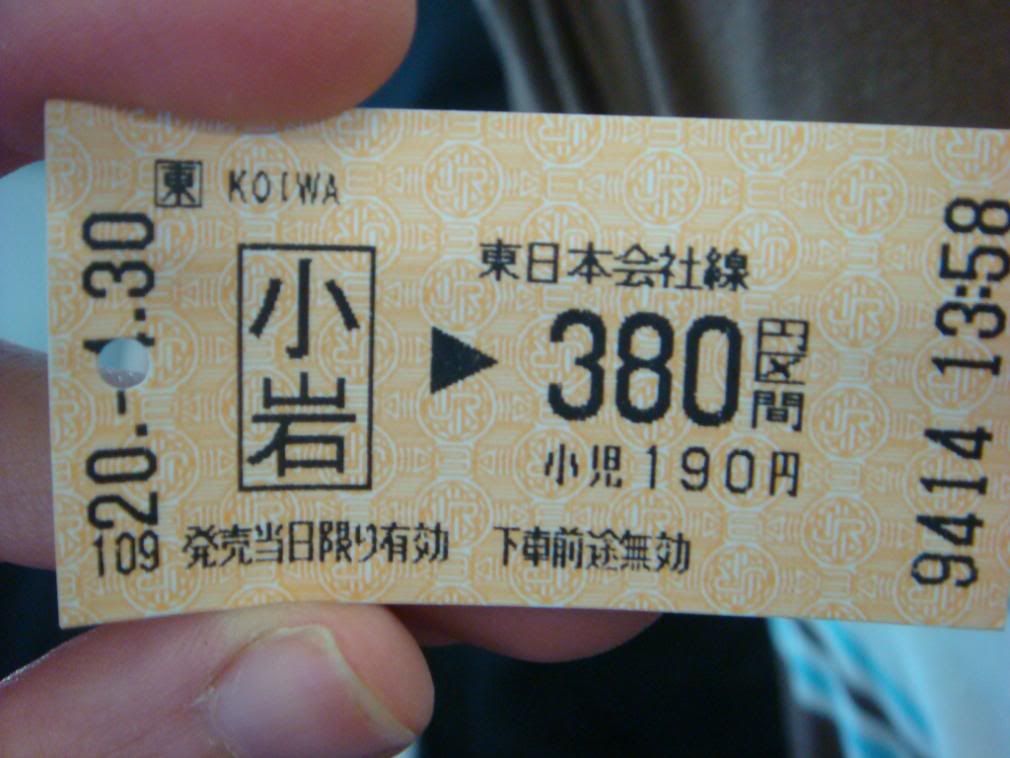 東 KOIWA
小岩
▶
東日本会社線
380円区間
小児190円
発売当日限り有効 下車前途無効
20.-1.30
109
9414 13:58
JR